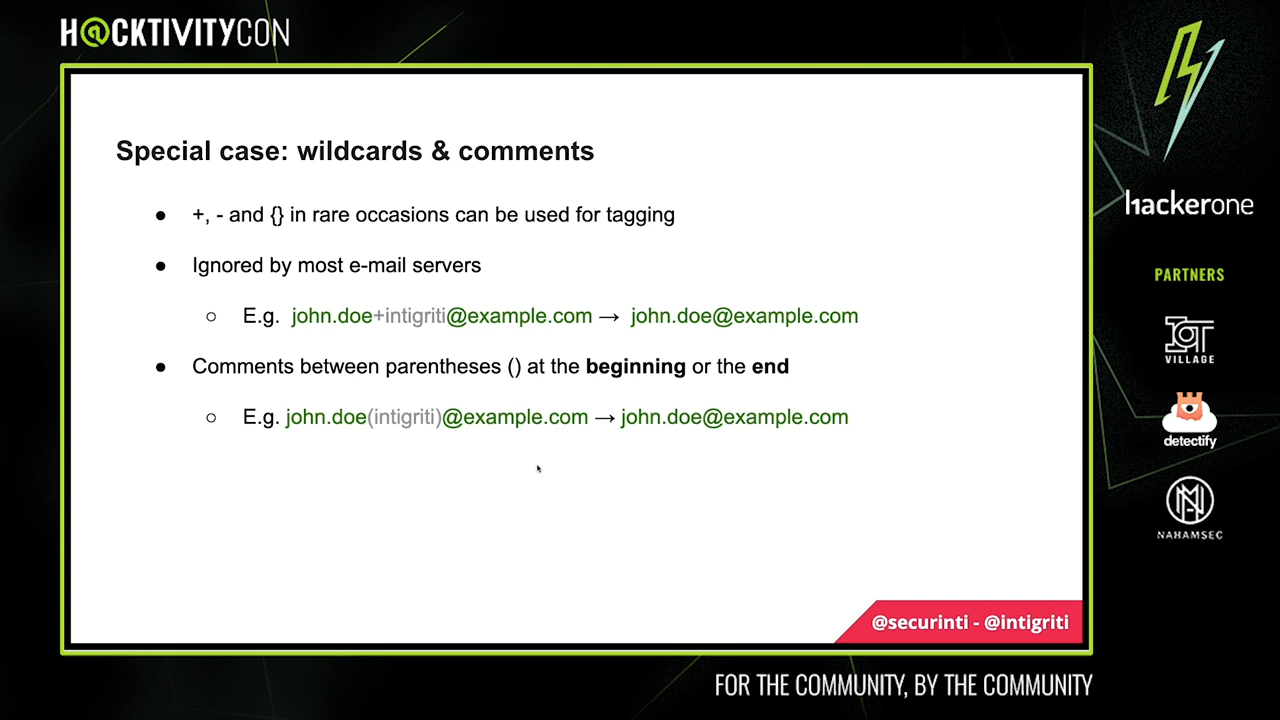 H@CKTIVITYCON
Special case: wildcards & comments
● +, - and {} in rare occasions can be used for tagging
● Ignored by most e-mail servers
○ E.g. john.doe+intigriti@example.com → john.doe@example.com
● Comments between parentheses () at the beginning or the end
○ E.g. john.doe(intigriti)@example.com → john.doe@example.com
@securinti - @intigriti
FOR THE COMMUNITY, BY THE COMMUNITY
hackerone
PARTNERS
IOT
VILLAGE
detectify
NAHAMSEC